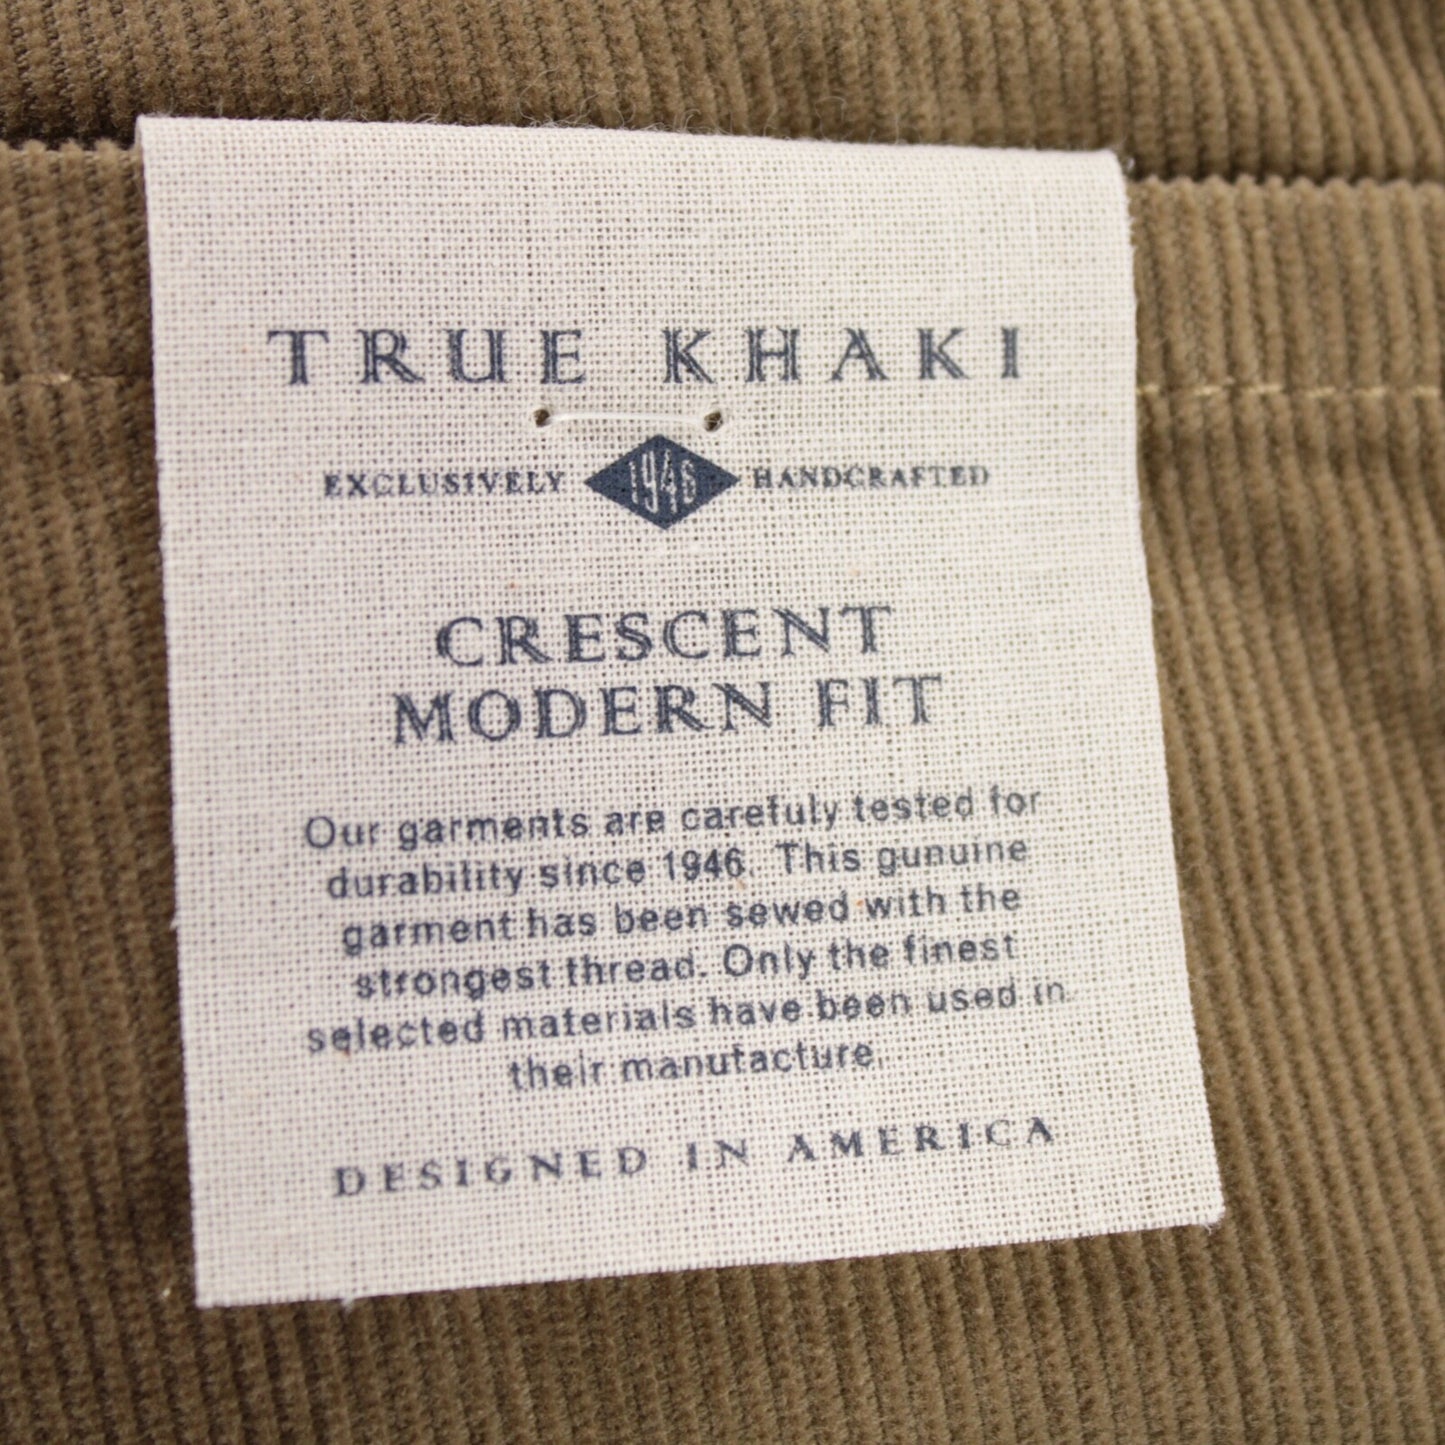 TRUE KHAKI
EXCLUSIVELY 1946 HANDCRAFTED
CRESCENT
MODERN FIT
Our garments are carefuly tested for
durability since 1946. This gunuine
garment has been sewed with the
strongest thread. Only the finest
selected materials have been used in
their manufacture.
DESIGNED IN AMERICA